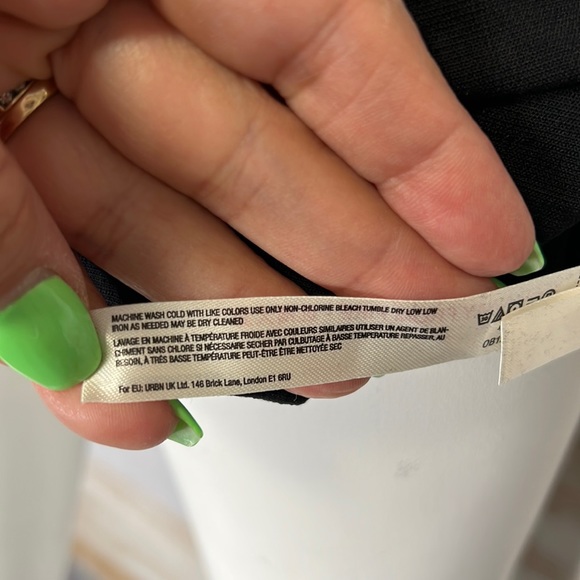 MACHINE WASH COLD WITH LIKE COLORS USE ONLY NON-CHLORINE BLEACH TUMBLE DRY LOW LOW
IRON AS NEEDED MAY BE DRY CLEANED
LAVAGE EN MACHINE À TEMPÉRATURE FROIDE AVEC COULEURS SIMILAIRES UTILISER UN AGENT DE BLAN-
CHIMENT SANS CHLORE SI NÉCESSAIRE SECHER PAR CULBUTAGE À BASSE TEMPÉRATURE REPASSER, AU
BESOIN, À TRÉS BASSE TEMPÉRATURE PEUT-ÊTRE ÊTRE NETTOYÉE SEC
For EU: URBN UK Ltd. 146 Brick Lane, London E1 6RU